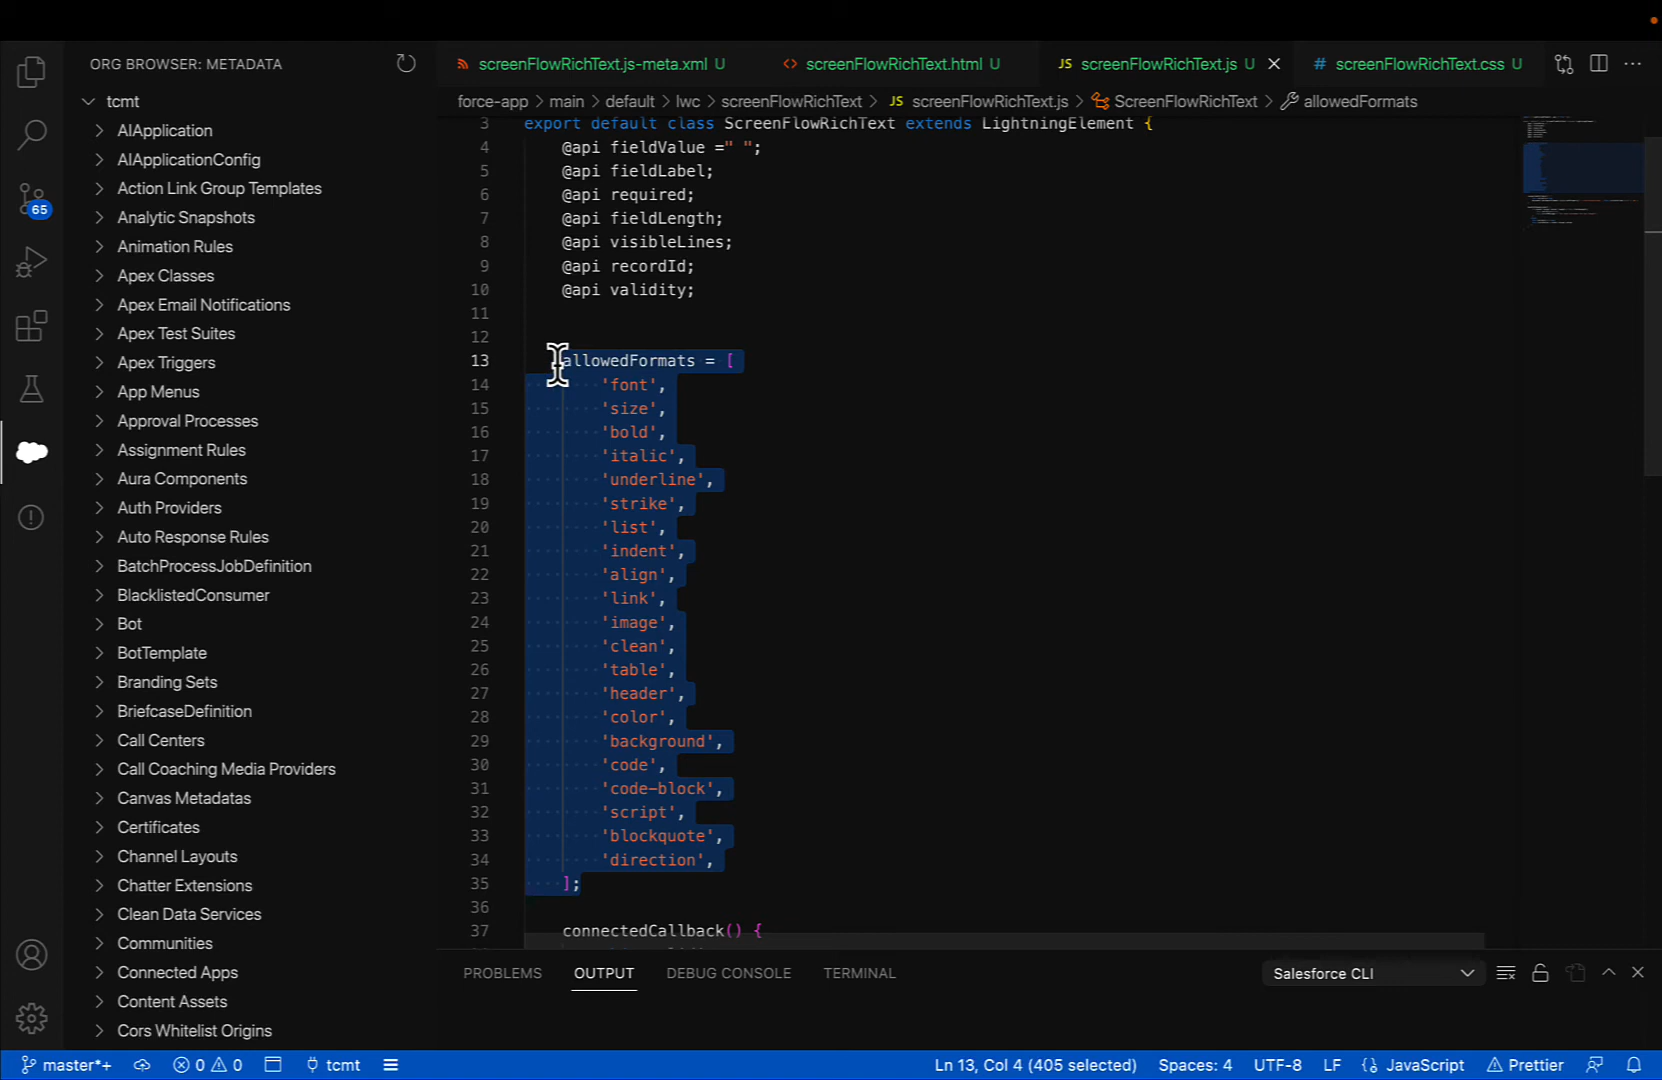 ORG BROWSER: METADATA
tcmt
AIApplication
AIApplicationConfig
Action Link Group Templates
Analytic Snapshots
Animation Rules
Apex Classes
Apex Email Notifications
Apex Test Suites
Apex Triggers
App Menus
Approval Processes
Assignment Rules
Aura Components
Auth Providers
Auto Response Rules
BatchProcessJobDefinition
BlacklistedConsumer
Bot
BotTemplate
Branding Sets
BriefcaseDefinition
Call Centers
Call Coaching Media Providers
Canvas Metadatas
Certificates
Channel Layouts
Chatter Extensions
Clean Data Services
Communities
Connected Apps
Content Assets
Cors Whitelist Origins
65
screenFlowRichText.js-meta.xml U
<> screenFlowRichText.html U
JS screenFlowRichText.js U
# screenFlowRichText.css U
force-app > main > default > lwc > screenFlowRichText > JS screenFlowRichText.js > ScreenFlowRichText > allowedFormats
3 export default class ScreenFlowRichText extends LightningElement {
4 @api fieldValue =" ";
5 @api fieldLabel;
6 @api required;
7 @api fieldLength;
8 @api visibleLines;
9 @api recordId;
10 @api validity;
11
12
13 allowedFormats = [
14 'font',
15 'size',
16 'bold',
17 'italic',
18 'underline',
19 'strike',
20 'list',
21 'indent',
22 'align',
23 'link',
24 'image',
25 'clean',
26 'table',
27 'header',
28 'color',
29 'background',
30 'code',
31 'code-block',
32 'script',
33 'blockquote',
34 'direction',
35 ];
36
37 connectedCallback() {
PROBLEMS OUTPUT DEBUG CONSOLE TERMINAL
Salesforce CLI
master*+ 0 0 tcmt
Ln 13, Col 4 (405 selected) Spaces: 4 UTF-8 LF {} JavaScript Prettier